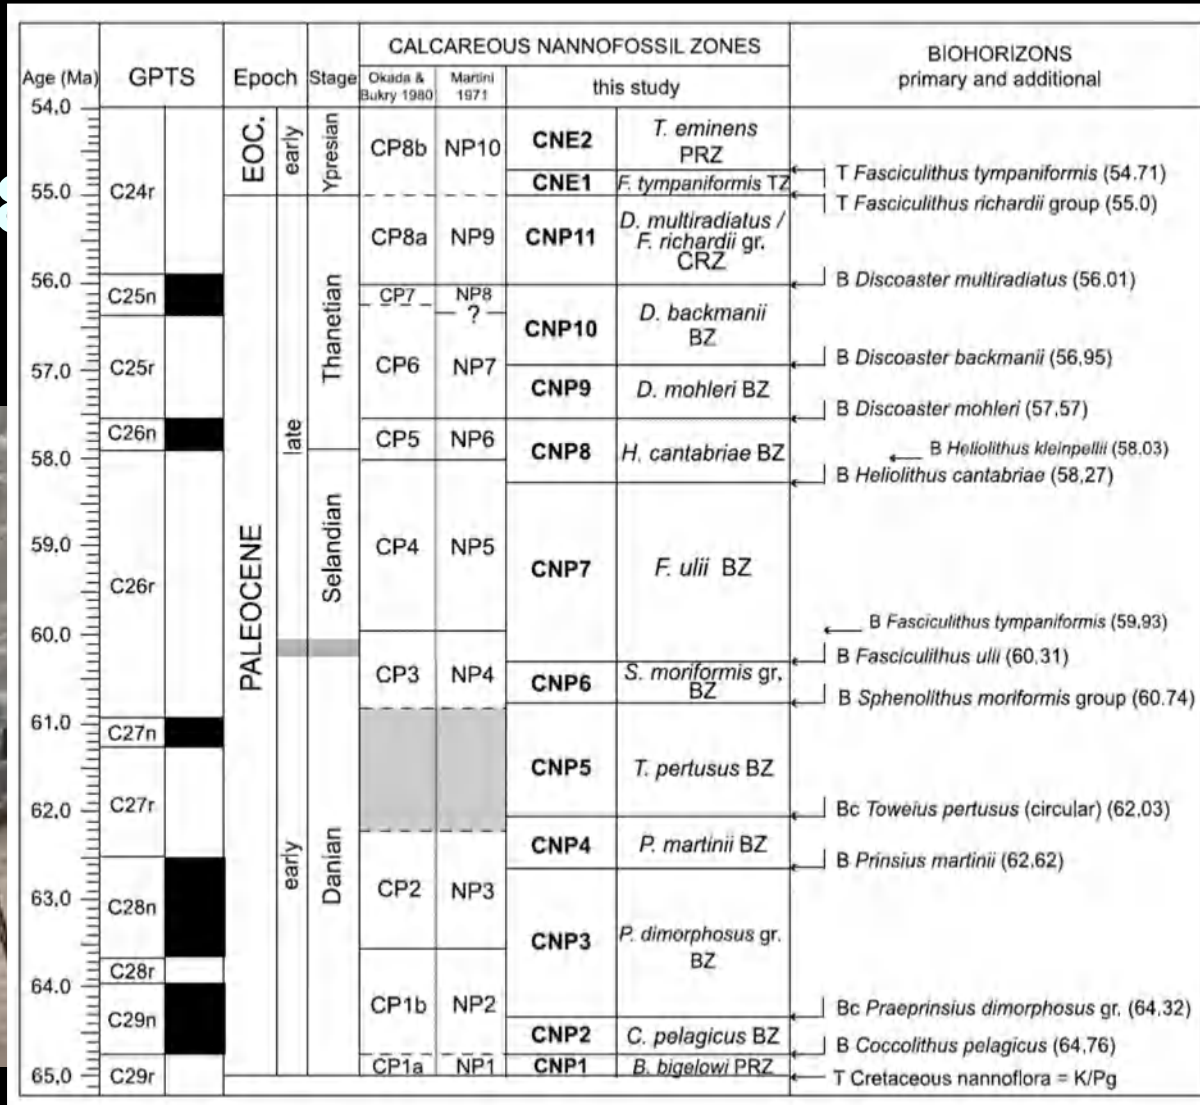 CALCAREOUS NANNOFOSSIL ZONES
BIOHORIZONS
primary and additional
Age (Ma)
GPTS
Epoch
Stage
Okada &
Bukry 1980
Martini
1971
this study
54.0
55.0
56.0
57.0
58.0
59.0
60.0
61.0
62.0
63.0
64.0
65.0
C24r
C25n
C25r
C26n
C26r
C27n
C27r
C28n
C28r
C29n
C29r
EOC.
PALEOCENE
early
late
early
Ypresian
Thanetian
Selandian
Danian
CP8b
CP8a
CP7
CP6
CP5
CP4
CP3
CP2
CP1b
CP1a
NP10
NP9
NP8
?
NP7
NP6
NP5
NP4
NP3
NP2
NP1
CNE2
CNE1
CNP11
CNP10
CNP9
CNP8
CNP7
CNP6
CNP5
CNP4
CNP3
CNP2
CNP1
T. eminens
PRZ
F. tympaniformis TZ
D. multiradiatus /
F. richardii gr.
CRZ
D. backmanii
BZ
D. mohleri BZ
H. cantabriae BZ
F. ulii BZ
S. moriformis gr.
BZ
T. pertusus BZ
P. martinii BZ
P. dimorphosus gr.
BZ
C. pelagicus BZ
B. bigelowi PRZ
T Fasciculithus tympaniformis (54.71)
T Fasciculithus richardii group (55.0)
B Discoaster multiradiatus (56.01)
B Discoaster backmanii (56,95)
B Discoaster mohleri (57,57)
B Heliolithus kleinpellii (58.03)
B Heliolithus cantabriae (58,27)
B Fasciculithus tympaniformis (59,93)
B Fasciculithus ulii (60,31)
B Sphenolithus moriformis group (60.74)
Bc Toweius pertusus (circular) (62,03)
B Prinsius martinii (62.62)
Bc Praeprinsius dimorphosus gr. (64,32)
B Coccolithus pelagicus (64,76)
T Cretaceous nannoflora = K/Pg